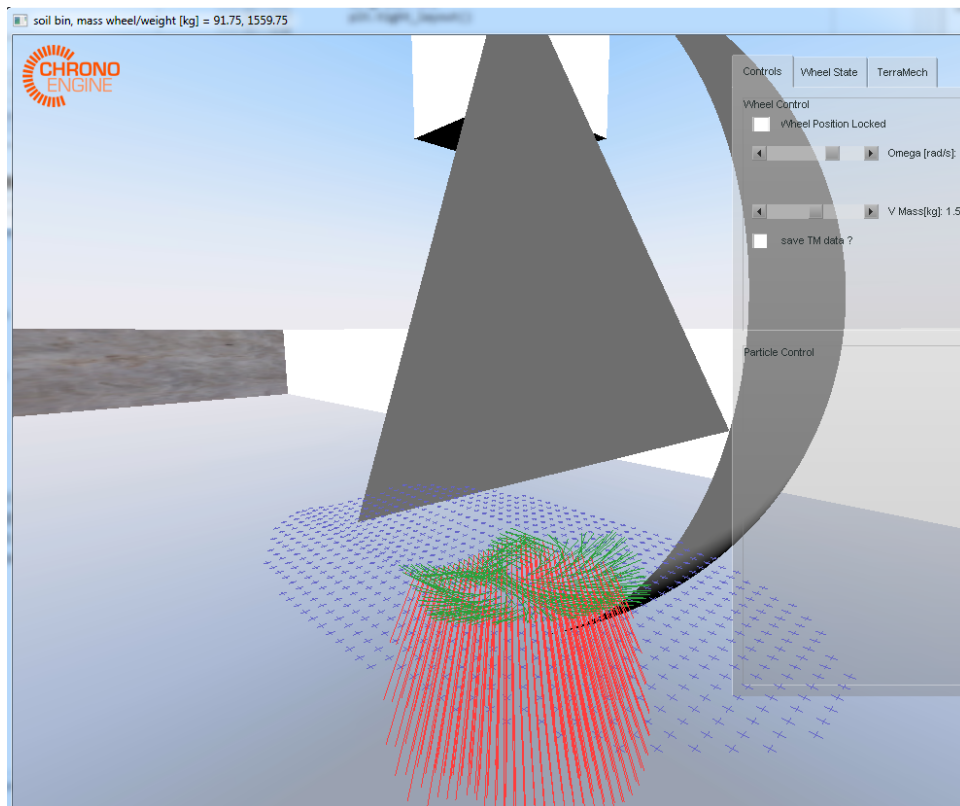 soil bin, mass wheel/weight [kg] = 91.75, 1559.75
CHRONO
ENGINE
Controls
Wheel State
TerraMech
Wheel Control
Wheel Position Locked
Omega [rad/s]:
V Mass[kg]: 1.5
save TM data ?
Particle Control